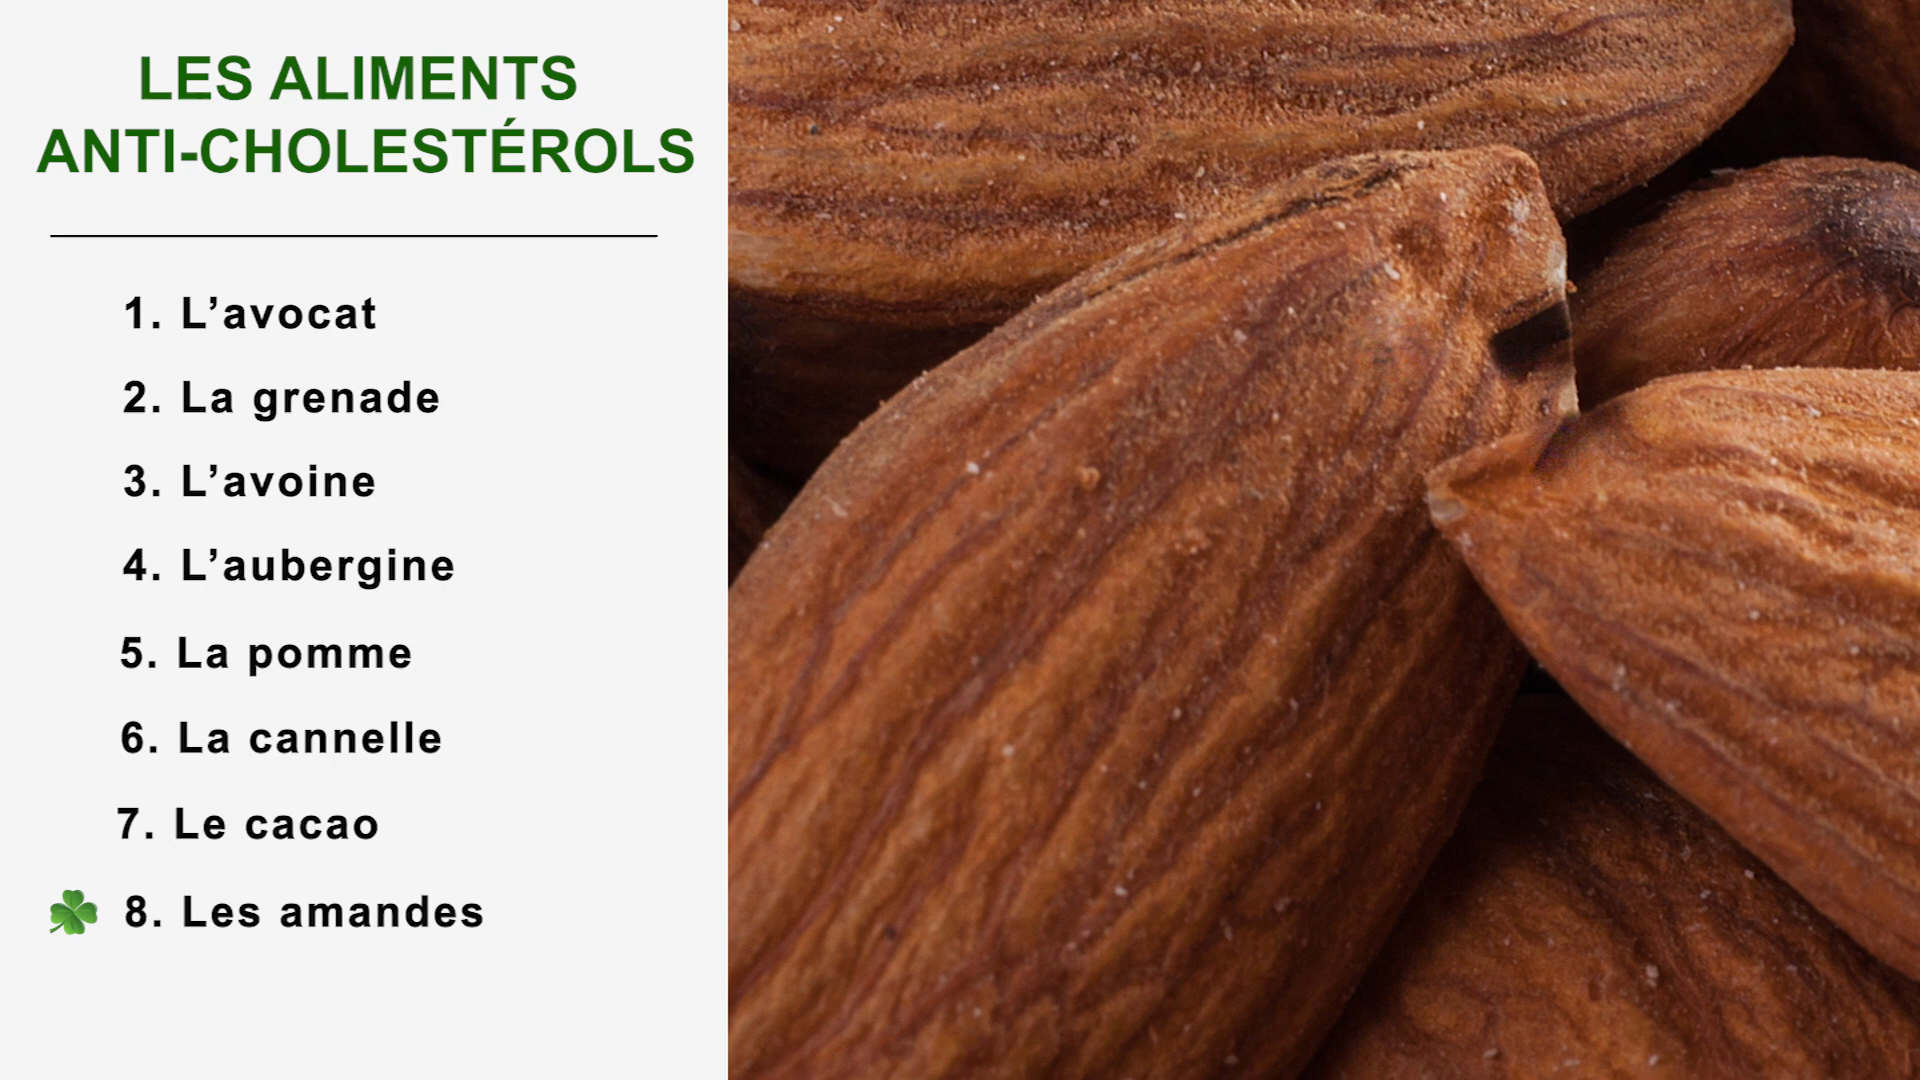 LES ALIMENTS
ANTI-CHOLESTÉROLS
1. L’avocat
2. La grenade
3. L’avoine
4. L’aubergine
5. La pomme
6. La cannelle
7. Le cacao
8. Les amandes